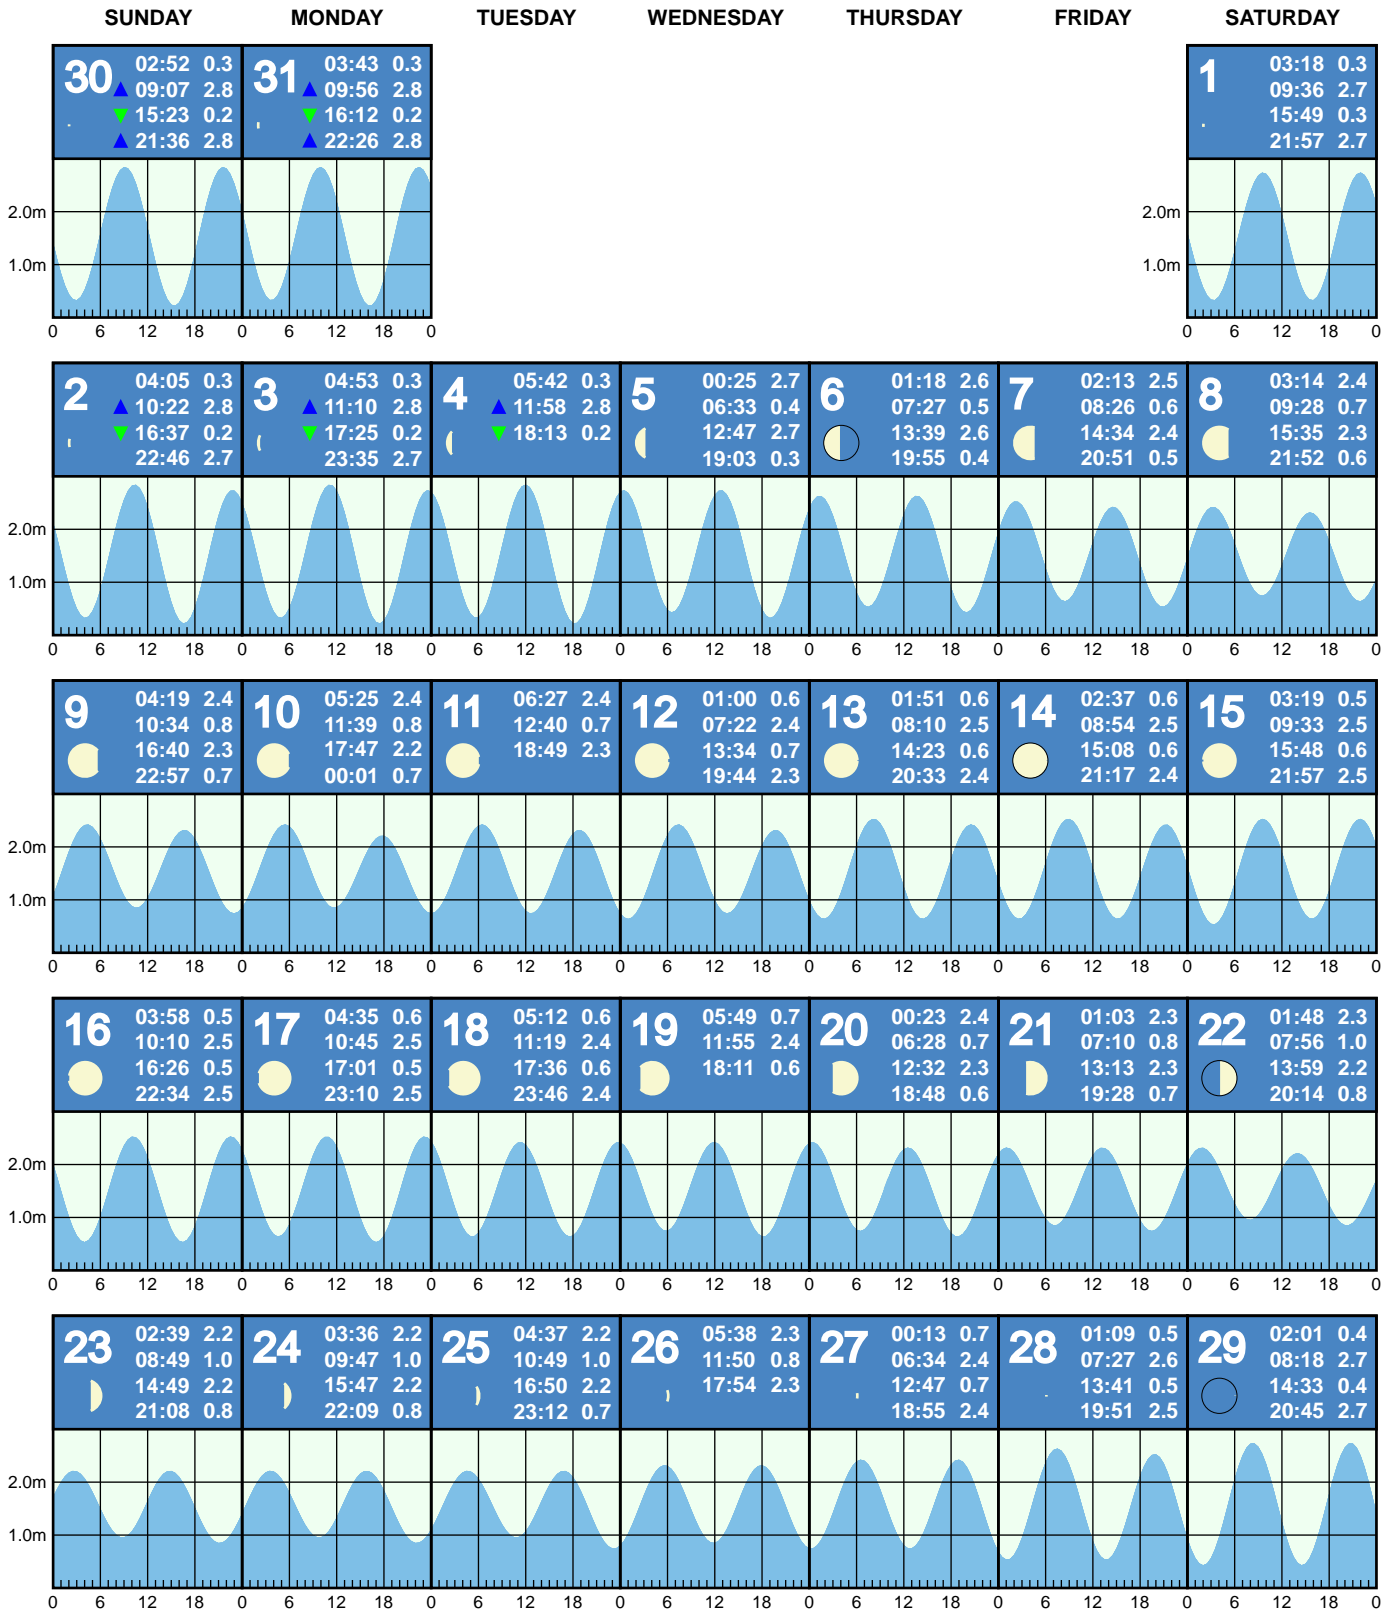 SUNDAY MONDAY TUESDAY WEDNESDAY THURSDAY FRIDAY SATURDAY
30 02:52 0.3
09:07 2.8
15:23 0.2
21:36 2.8
31 03:43 0.3
09:56 2.8
16:12 0.2
22:26 2.8
1 03:18 0.3
09:36 2.7
15:49 0.3
21:57 2.7
2.0m 2.0m
1.0m 1.0m
0 6 12 18 0 6 12 18 0 0 6 12 18 0
2 04:05 0.3
10:22 2.8
16:37 0.2
22:46 2.7
3 04:53 0.3
11:10 2.8
17:25 0.2
23:35 2.7
4 05:42 0.3
11:58 2.8
18:13 0.2
5 00:25 2.7
06:33 0.4
12:47 2.7
19:03 0.3
6 01:18 2.6
07:27 0.5
13:39 2.6
19:55 0.4
7 02:13 2.5
08:26 0.6
14:34 2.4
20:51 0.5
8 03:14 2.4
09:28 0.7
15:35 2.3
21:52 0.6
2.0m
1.0m
0 6 12 18 0 6 12 18 0 6 12 18 0 6 12 18 0 6 12 18 0 6 12 18 0 6 12 18 0
9 04:19 2.4
10:34 0.8
16:40 2.3
22:57 0.7
10 05:25 2.4
11:39 0.8
17:47 2.2
00:01 0.7
11 06:27 2.4
12:40 0.7
18:49 2.3
12 01:00 0.6
07:22 2.4
13:34 0.7
19:44 2.3
13 01:51 0.6
08:10 2.5
14:23 0.6
20:33 2.4
14 02:37 0.6
08:54 2.5
15:08 0.6
21:17 2.4
15 03:19 0.5
09:33 2.5
15:48 0.6
21:57 2.5
2.0m
1.0m
0 6 12 18 0 6 12 18 0 6 12 18 0 6 12 18 0 6 12 18 0 6 12 18 0 6 12 18 0
16 03:58 0.5
10:10 2.5
16:26 0.5
22:34 2.5
17 04:35 0.6
10:45 2.5
17:01 0.5
23:10 2.5
18 05:12 0.6
11:19 2.4
17:36 0.6
23:46 2.4
19 05:49 0.7
11:55 2.4
18:11 0.6
20 00:23 2.4
06:28 0.7
12:32 2.3
18:48 0.6
21 01:03 2.3
07:10 0.8
13:13 2.3
19:28 0.7
22 01:48 2.3
07:56 1.0
13:59 2.2
20:14 0.8
2.0m
1.0m
0 6 12 18 0 6 12 18 0 6 12 18 0 6 12 18 0 6 12 18 0 6 12 18 0 6 12 18 0
23 02:39 2.2
08:49 1.0
14:49 2.2
21:08 0.8
24 03:36 2.2
09:47 1.0
15:47 2.2
22:09 0.8
25 04:37 2.2
10:49 1.0
16:50 2.2
23:12 0.7
26 05:38 2.3
11:50 0.8
17:54 2.3
27 00:13 0.7
06:34 2.4
12:47 0.7
18:55 2.4
28 01:09 0.5
07:27 2.6
13:41 0.5
19:51 2.5
29 02:01 0.4
08:18 2.7
14:33 0.4
20:45 2.7
2.0m
1.0m
0 6 12 18 0 6 12 18 0 6 12 18 0 6 12 18 0 6 12 18 0 6 12 18 0 6 12 18 0